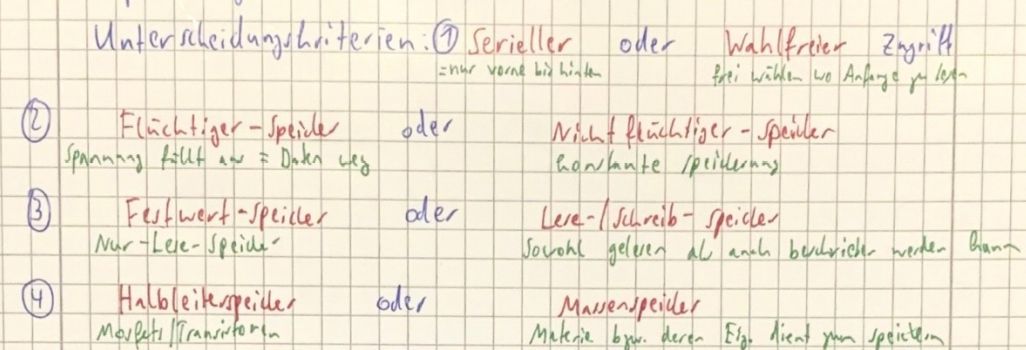 Unterscheidungskriterien: ① Serieller oder Wahlfreier Zugriff
=nur vorne bis hinten frei wählen wo Anfange zu lesen
② Flüchtiger-Speicher oder Nicht flüchtiger-Speicher
Spannung fällt aus = Daten weg konstante Speicherung
③ Festwert-Speicher oder Lese-/Schreib-Speicher
Nur-Lese-Speicher Sowohl gelesen als auch beschrieben werden kann
④ Halbleiterspeicher oder Massenspeicher
Mosfets/Transistoren Materie bzw. deren Eig. dient zum speichern